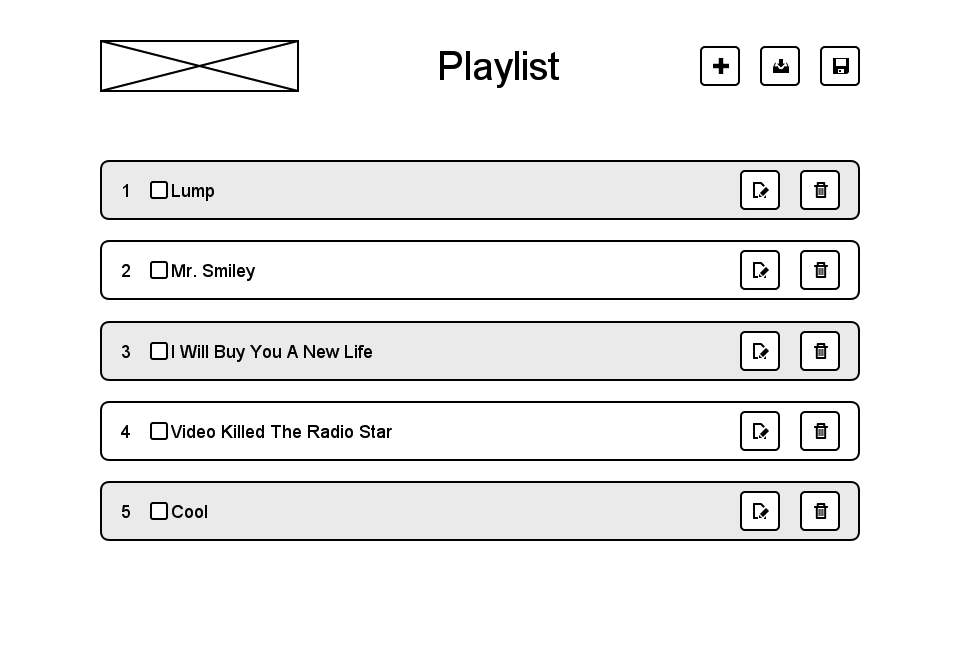 Playlist
1 Lump
2 Mr. Smiley
3 I Will Buy You A New Life
4 Video Killed The Radio Star
5 Cool